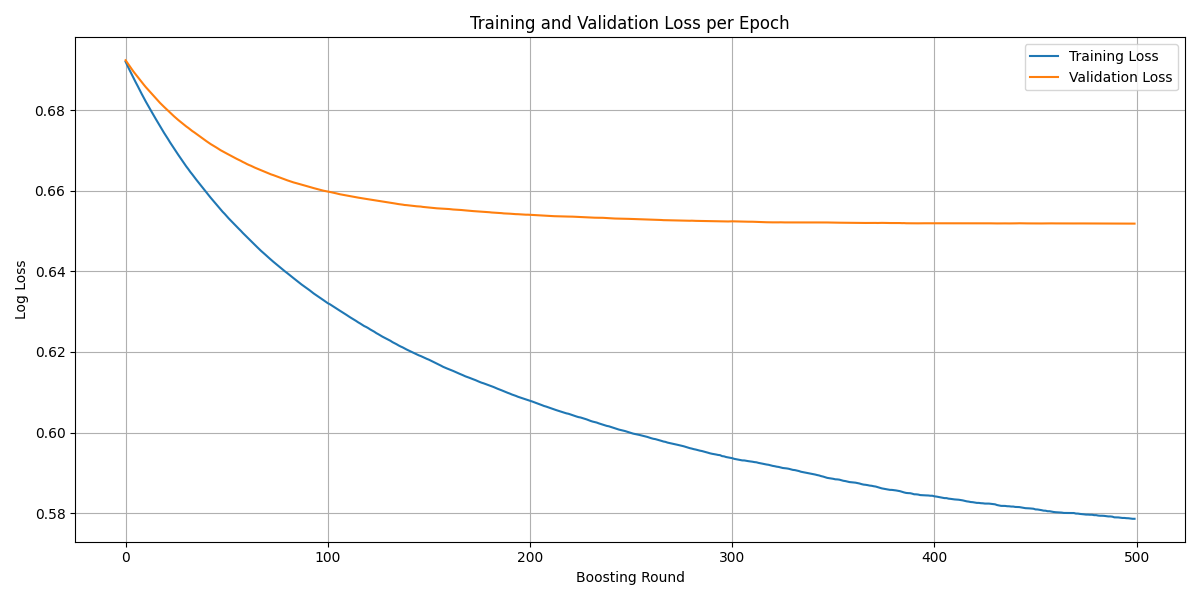 Training and Validation Loss per Epoch
Training Loss
Validation Loss
Log Loss
0.68
0.66
0.64
0.62
0.60
0.58
0 100 200 300 400 500
Boosting Round